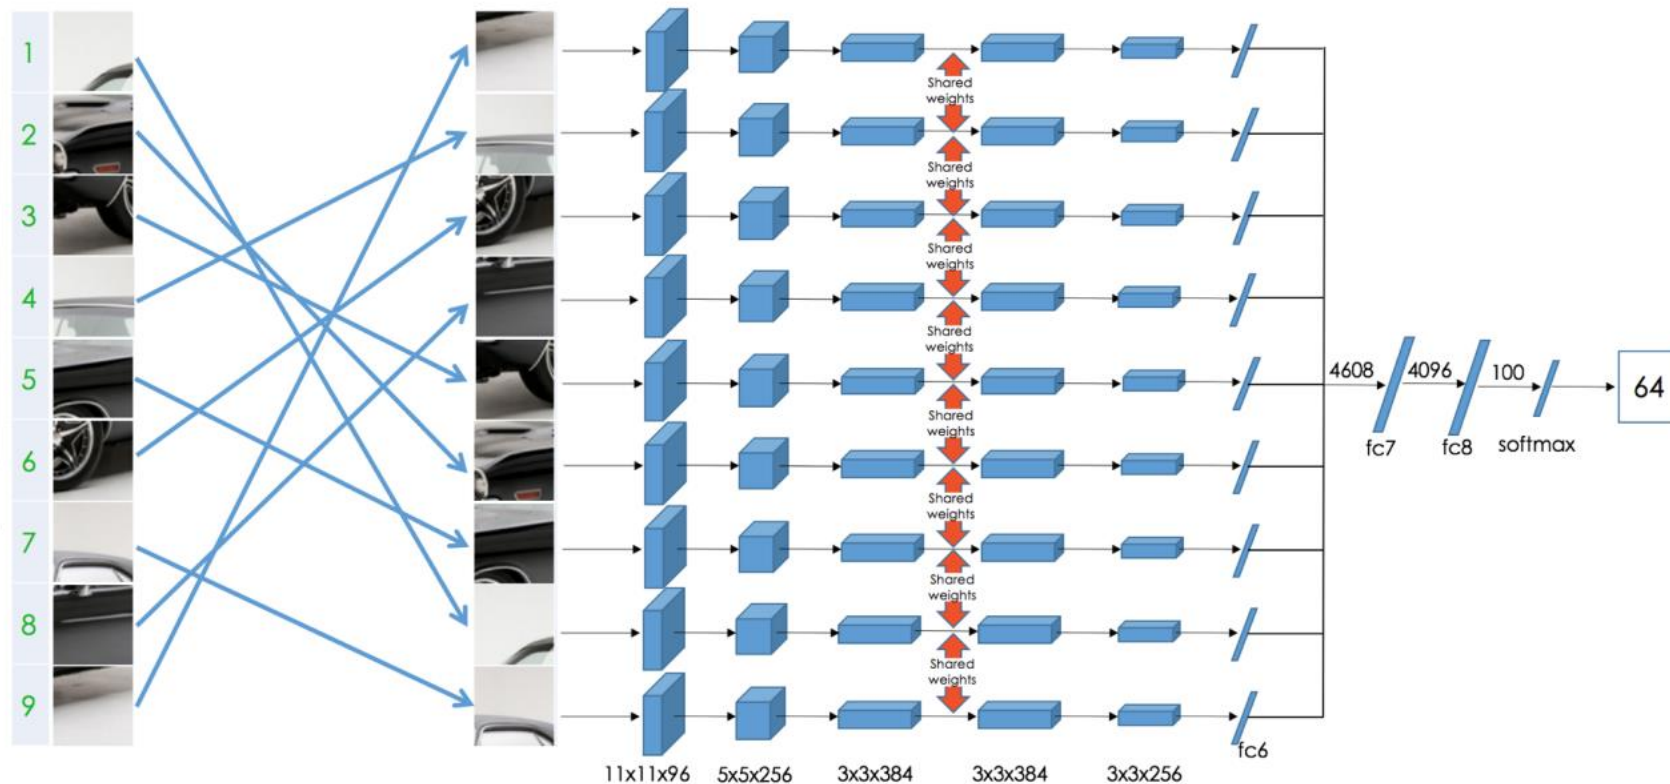 1
2
3
4
5
6
7
8
9
Shared
weights
Shared
weights
Shared
weights
Shared
weights
Shared
weights
Shared
weights
Shared
weights
Shared
weights
11x11x96 5x5x256 3x3x384 3x3x384 3x3x256
fc6
4608 4096 100
fc7 fc8 softmax
64